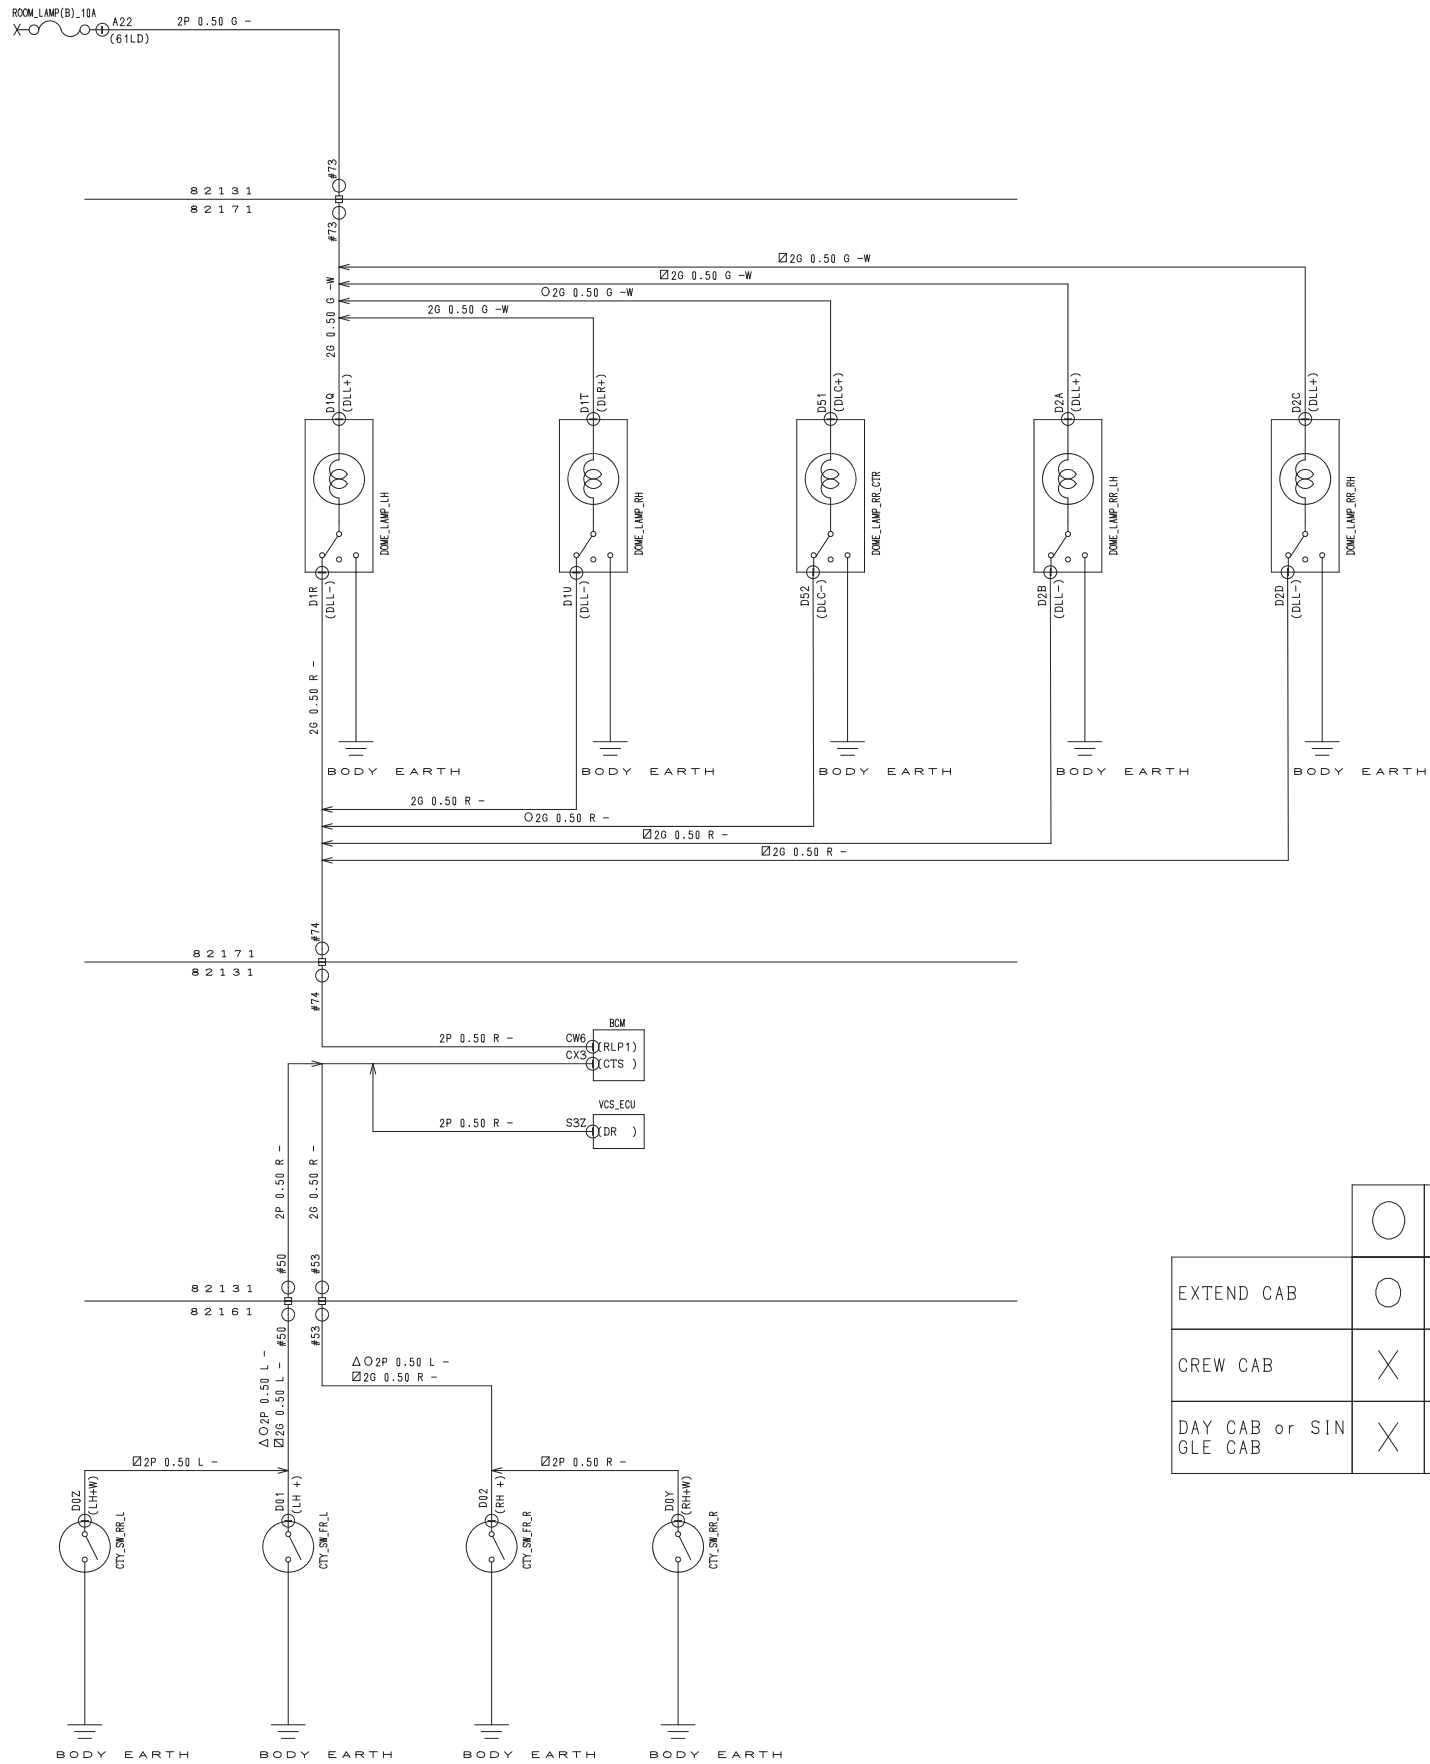 ROOM_LAMP(B)_10A
A22
(61LD)
2P 0.50 G -
#73
82131
82171
#73
2G 0.50 G -W
2G 0.50 G -W
2G 0.50 G -W
2G 0.50 G -W
2G 0.50 G -W
D1Q
(DLL+)
D1T
(DLR+)
D51
(DLC+)
D2A
(DLL+)
D2C
(DLL+)
DOME_LAMP_LH
DOME_LAMP_RH
DOME_LAMP_RR_CTR
DOME_LAMP_RR_LH
DOME_LAMP_RR_RH
D1R
(DLL-)
D1U
(DLL-)
D52
(DLC-)
D2B
(DLL-)
D2D
(DLL-)
2G 0.50 R -
BODY EARTH
BODY EARTH
BODY EARTH
BODY EARTH
BODY EARTH
2G 0.50 R -
2G 0.50 R -
2G 0.50 R -
2G 0.50 R -
#74
82171
82131
#74
BCM
2P 0.50 R -
CW6
(RLP1)
CX3
(CTS )
VCS_ECU
2P 0.50 R -
S3Z
(DR )
2P 0.50 R -
2G 0.50 R -
#50
#53
82131
82161
#50
#53
△○2P 0.50 L -
2G 0.50 L -
△○2P 0.50 L -
2G 0.50 R -
EXTEND CAB
CREW CAB
DAY CAB or SIN
GLE CAB
2P 0.50 L -
2P 0.50 R -
D0Z
(LH+W)
D01
(LH +)
D02
(RH +)
D0Y
(RH+W)
CTY_SW_RR_L
CTY_SW_FR_L
CTY_SW_FR_R
CTY_SW_RR_R
BODY EARTH
BODY EARTH
BODY EARTH
BODY EARTH